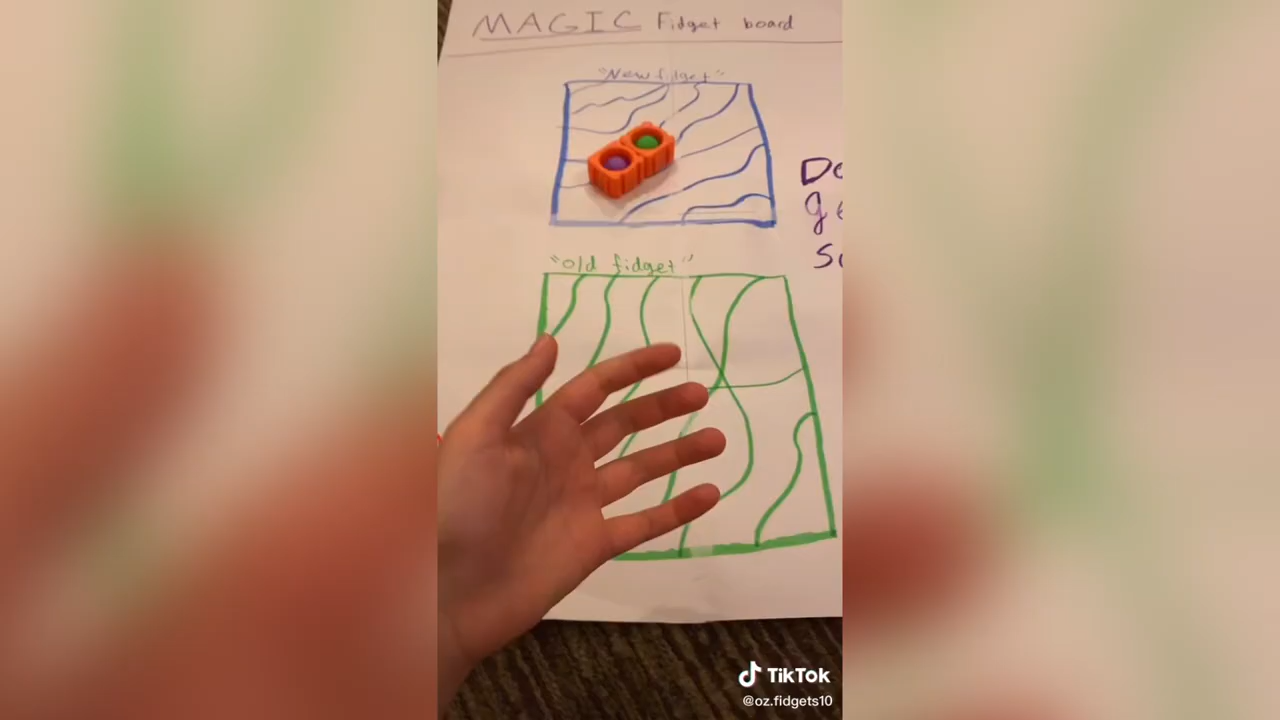 MAGIC Fidget board
"New fidget"
"old fidget"
TikTok
@oz.fidgets10